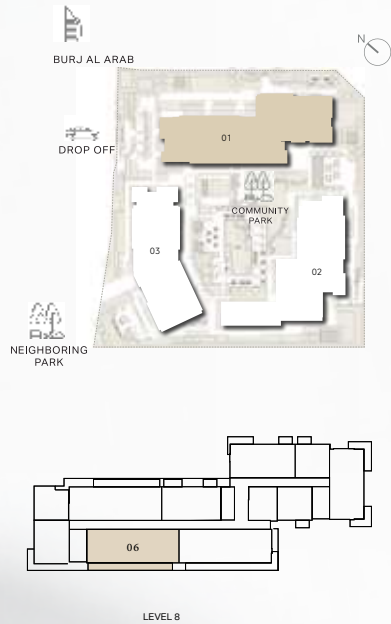 N
BURJ AL ARAB
DROP OFF
01
COMMUNITY
PARK
03
02
NEIGHBORING
PARK
06
LEVEL 8